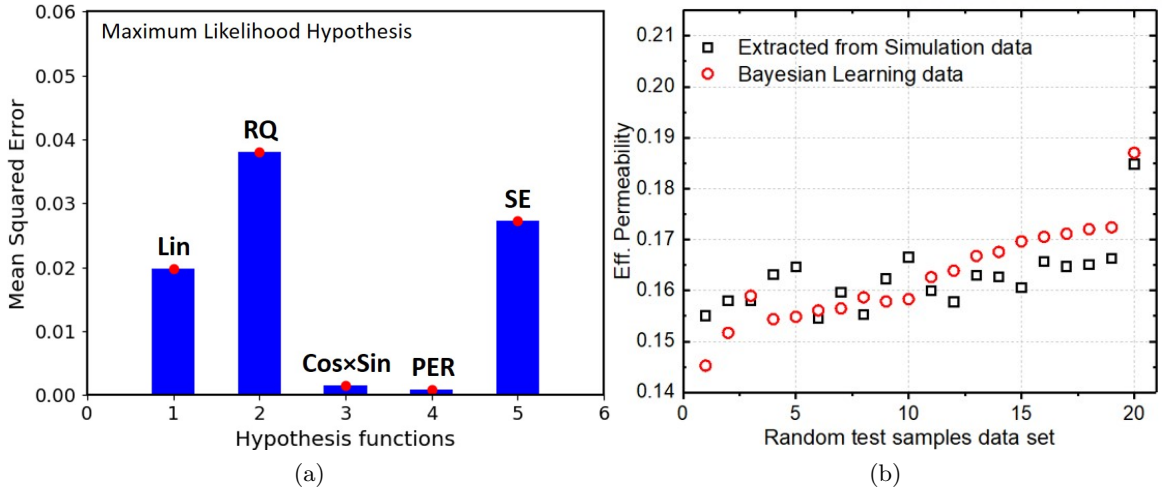 Maximum Likelihood Hypothesis
Mean Squared Error
0.06
0.05
0.04
0.03
0.02
0.01
0.00
Lin
RQ
Cos×Sin
PER
SE
0 1 2 3 4 5 6
Hypothesis functions
(a)
Extracted from Simulation data
Bayesian Learning data
Eff. Permeability
0.21
0.20
0.19
0.18
0.17
0.16
0.15
0.14
0 5 10 15 20
Random test samples data set
(b)